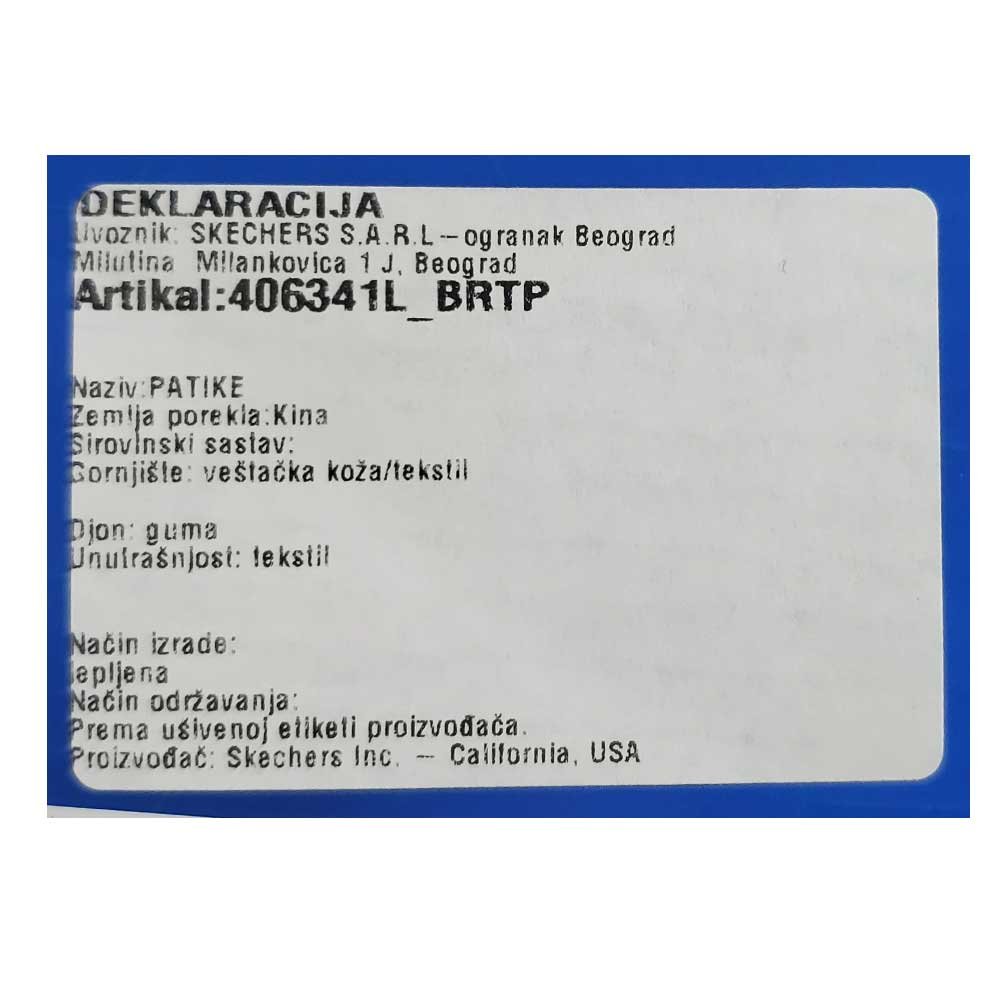 DEKLARACIJA
Uvoznik: SKECHERS S.A.R.L – ogranak Beograd
Milutina Milankovica 1 J, Beograd
Artikal:406341L_BRTP
Naziv:PATIKE
Zemlja porekla:Kina
Sirovinski sastav:
Gornjište: veštačka koža/tekstil
Djon: guma
Unutrašnjost: tekstil
Način izrade:
lepljena
Način održavanja:
Prema ušivenoj etiketi proizvođača.
Proizvođač: Skechers Inc. – California, USA